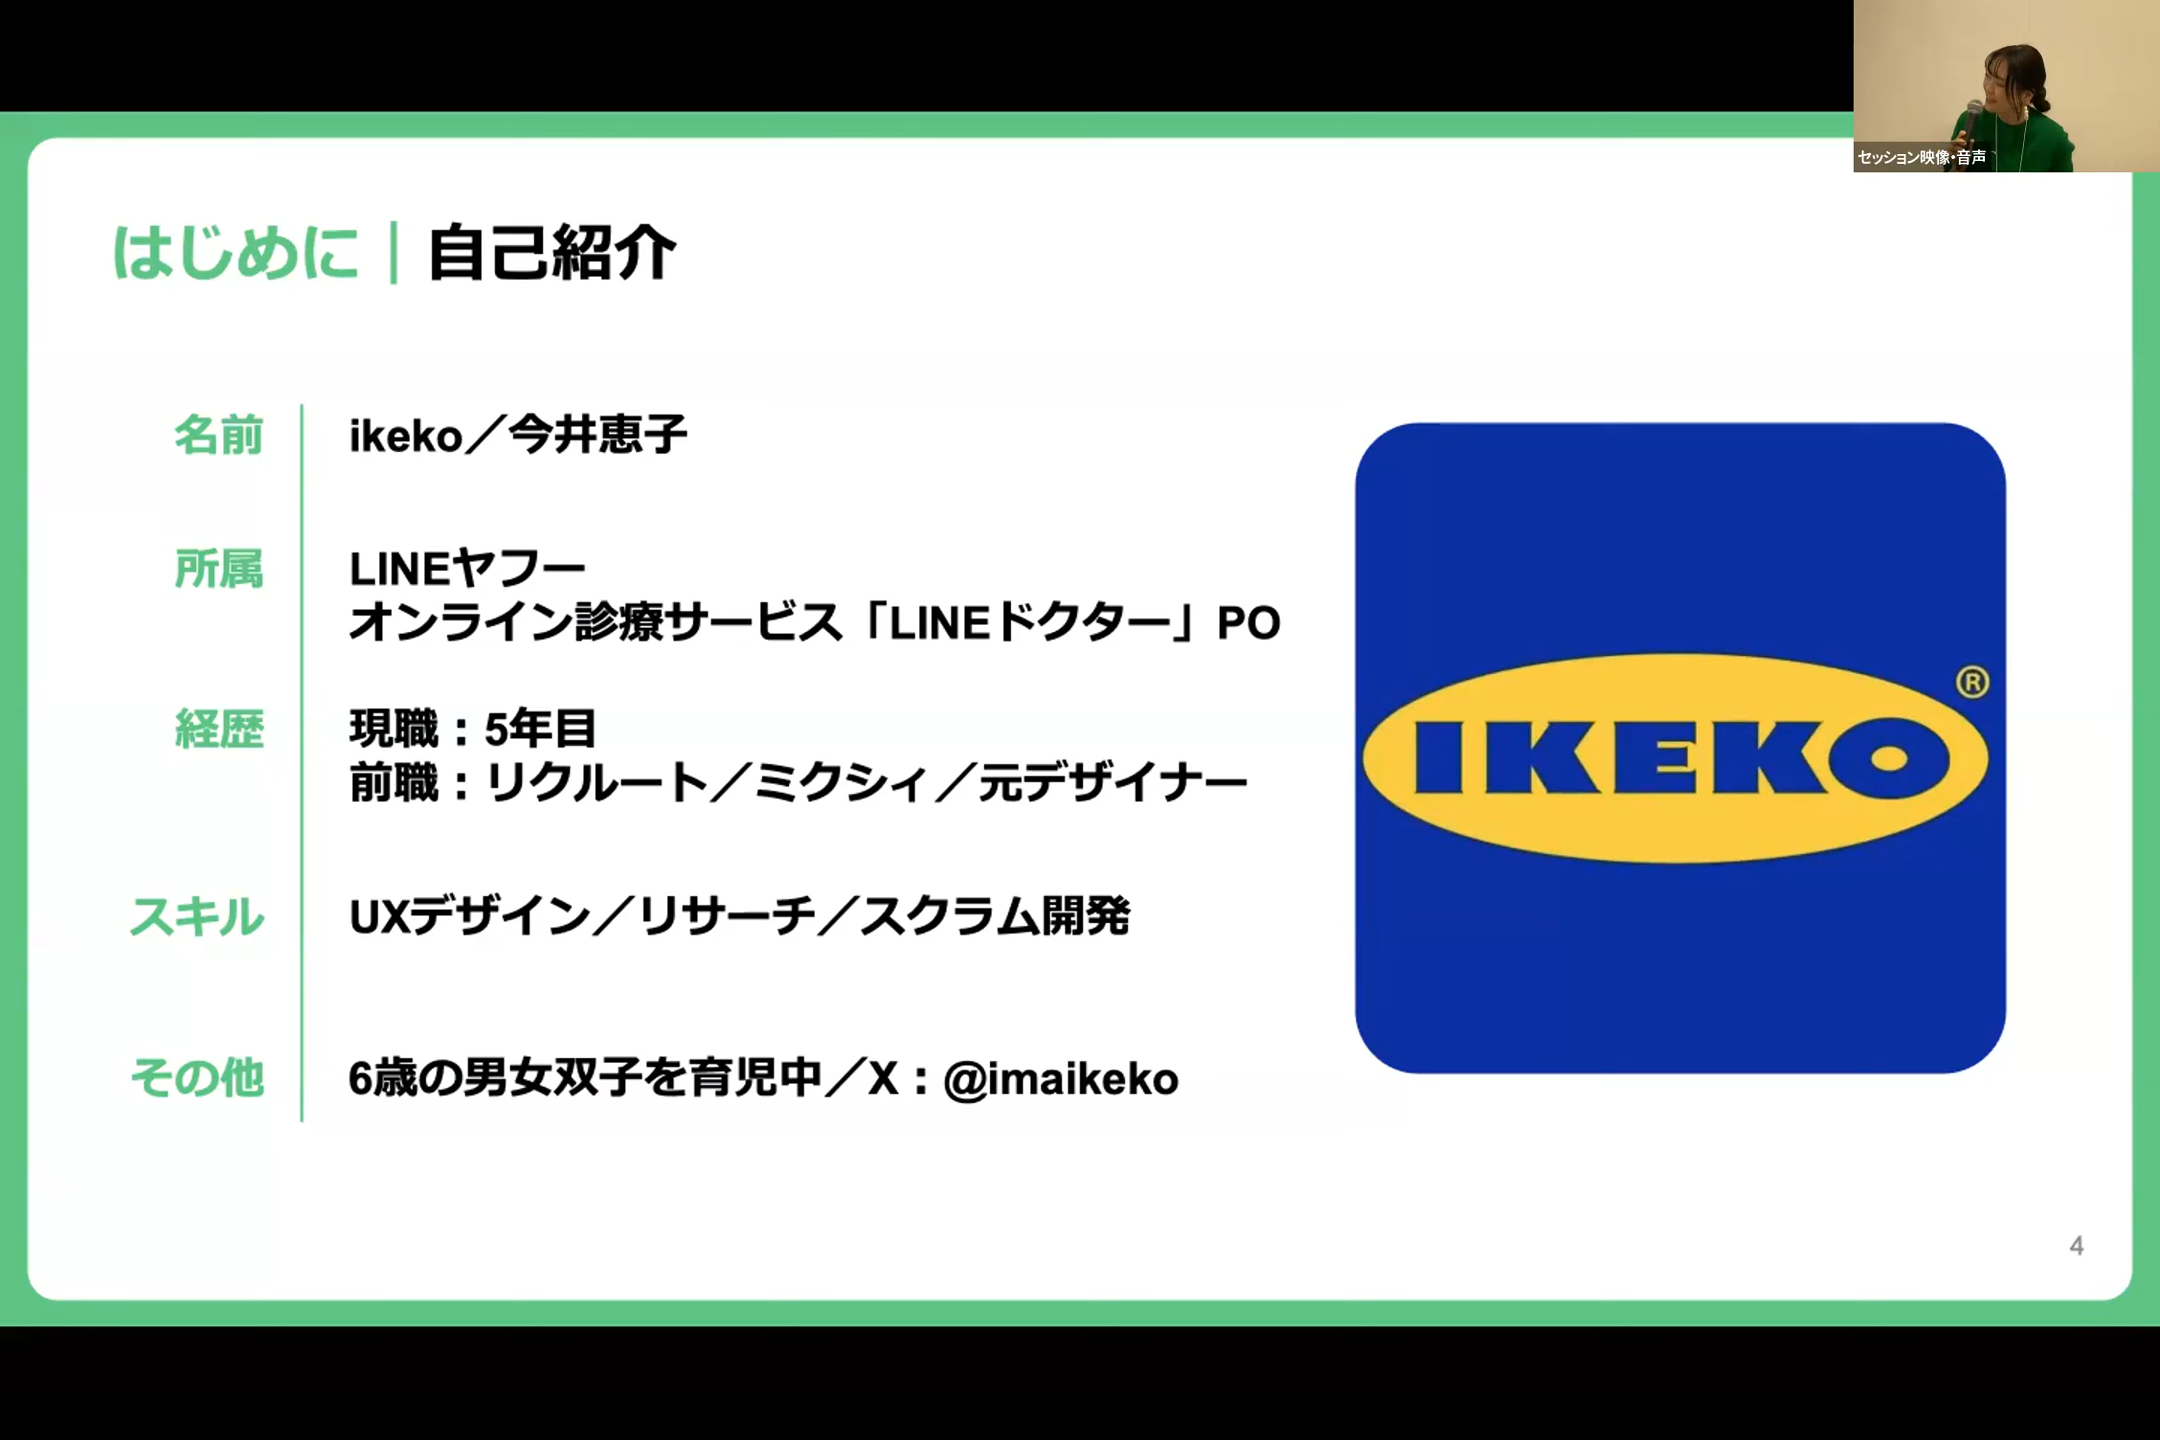 セッション映像・音声
はじめに｜自己紹介
名前
ikeko／今井恵子
所属
LINEヤフー
オンライン診療サービス「LINEドクター」PO
経歴
現職：5年目
前職：リクルート／ミクシィ／元デザイナー
スキル
UXデザイン／リサーチ／スクラム開発
その他
6歳の男女双子を育児中／X：@imaikeko
IKEKO®
4